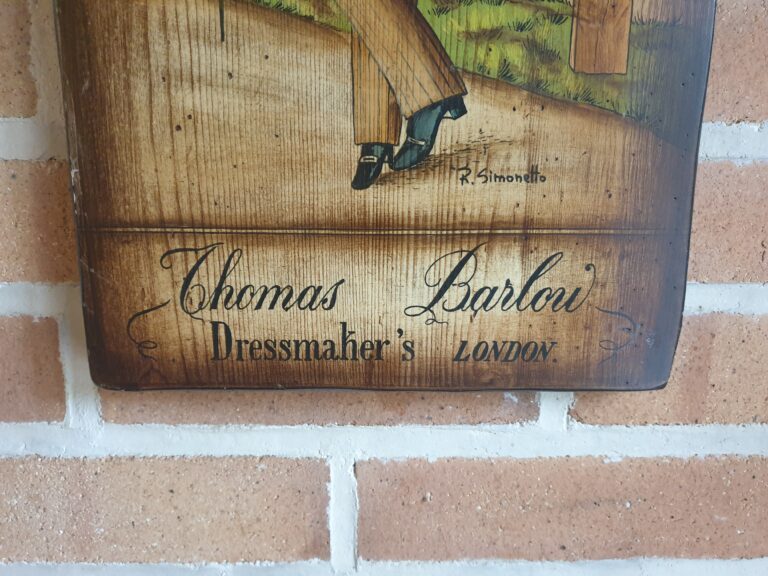 R. Simonetto
Thomas Barlow
Dressmaker's LONDON.